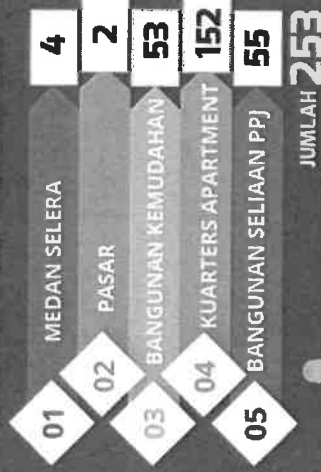 01 MEDAN SELERA 4
02 PASAR 2
03 BANGUNAN KEMUDAHAN 53
04 KUARTERS APARTMENT 152
05 BANGUNAN SELIAAN PPJ 55
JUMLAH 253